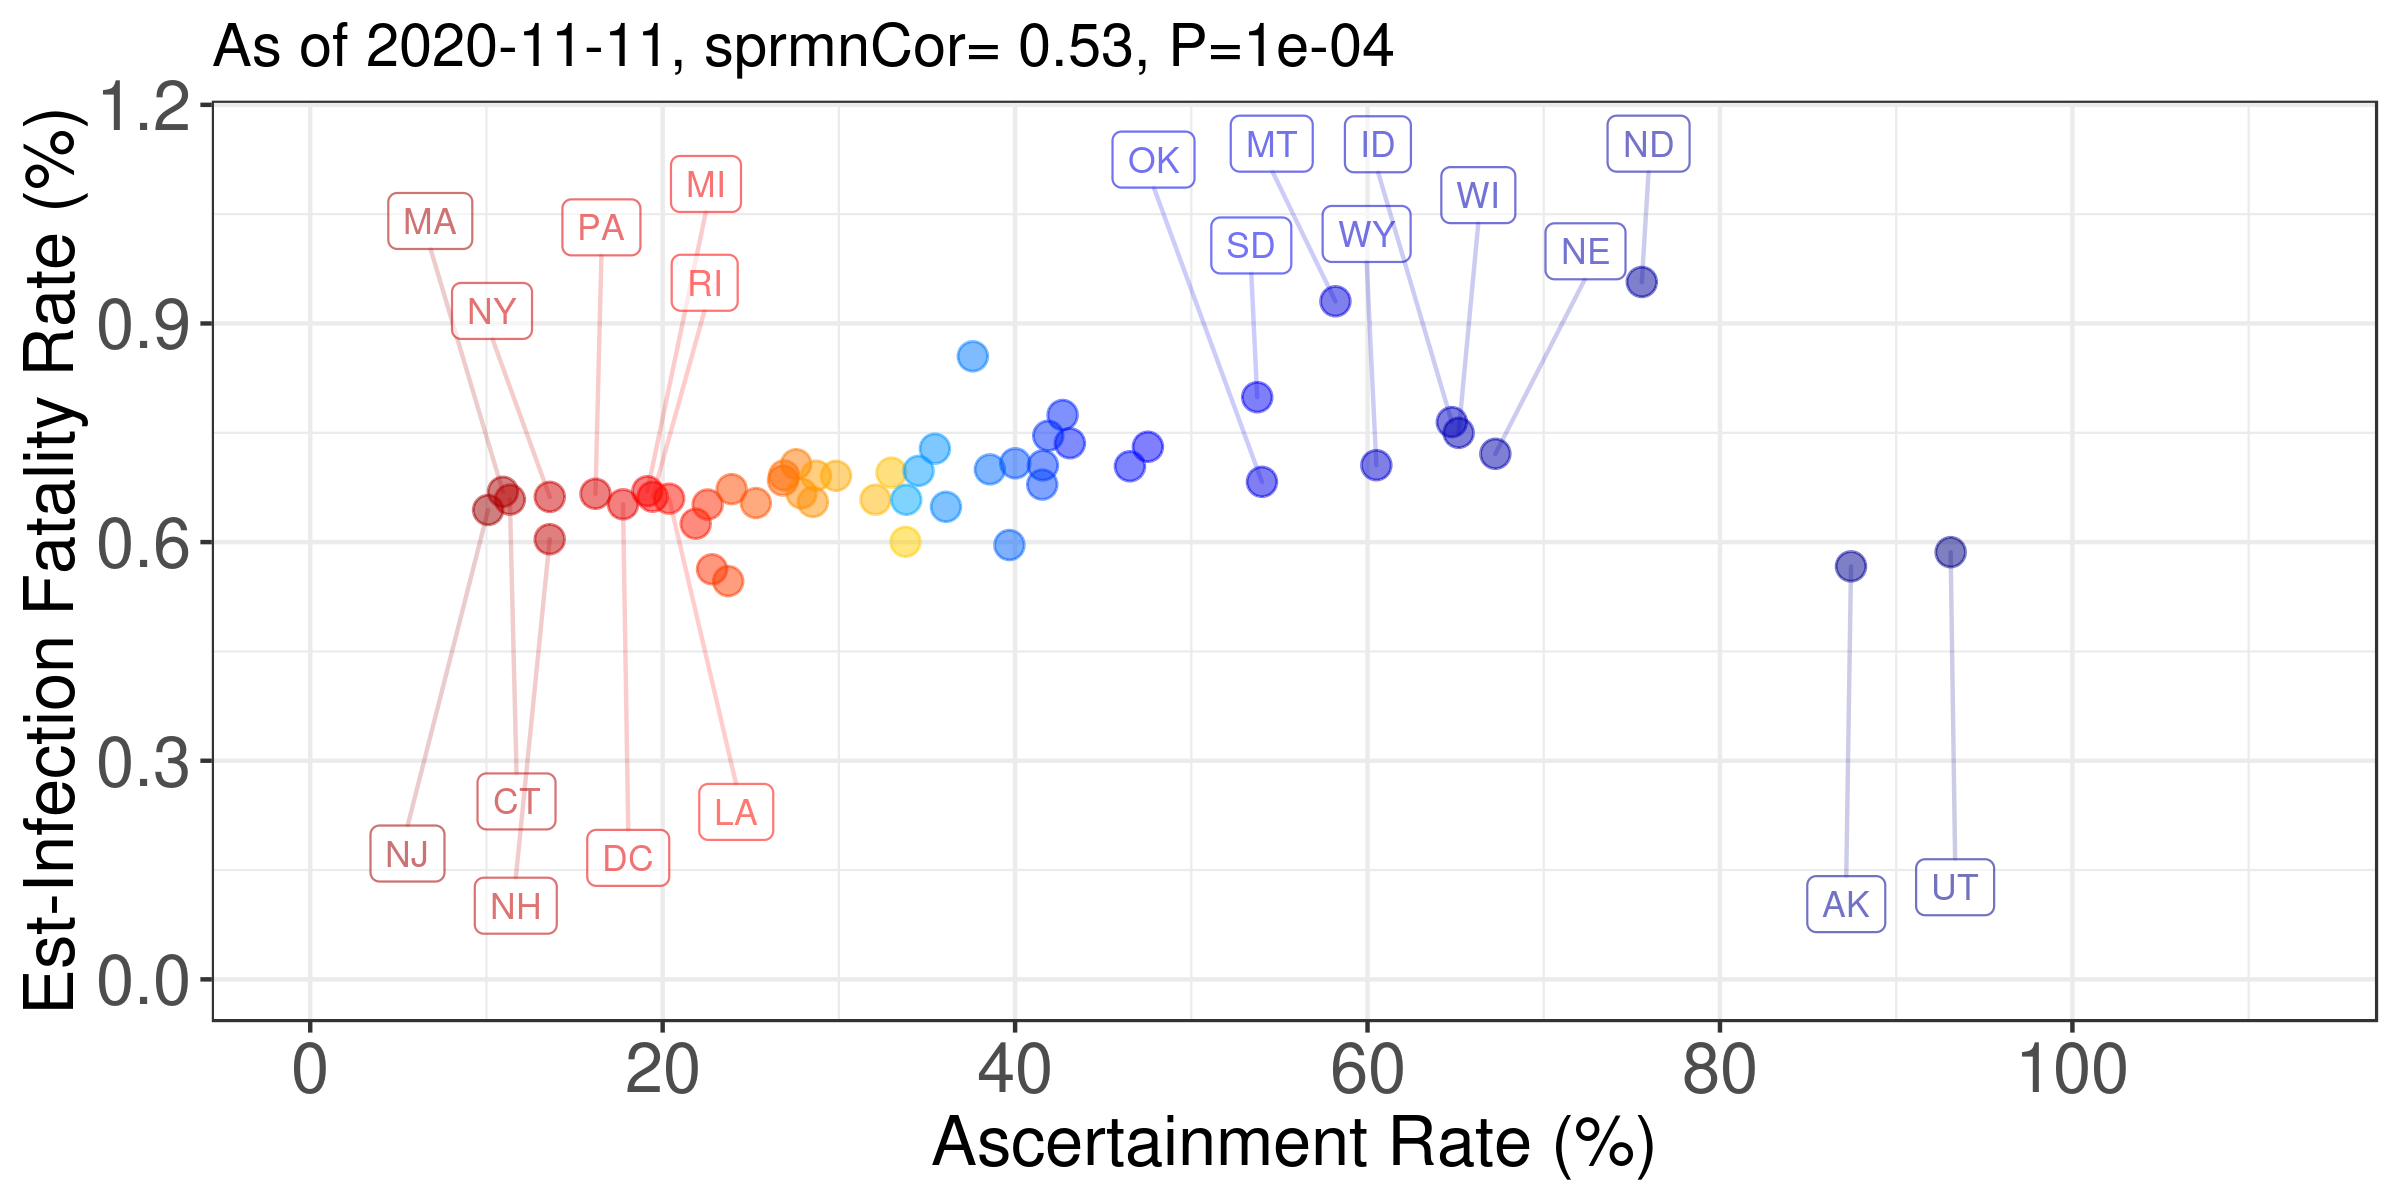 As of 2020-11-11, sprmnCor= 0.53, P=1e-04
Est-Infection Fatality Rate (%)
1.2
0.9
0.6
0.3
0.0
MA
NY
PA
MI
RI
OK
MT
ID
ND
SD
WY
WI
NE
NJ
CT
NH
DC
LA
AK
UT
0 20 40 60 80 100
Ascertainment Rate (%)